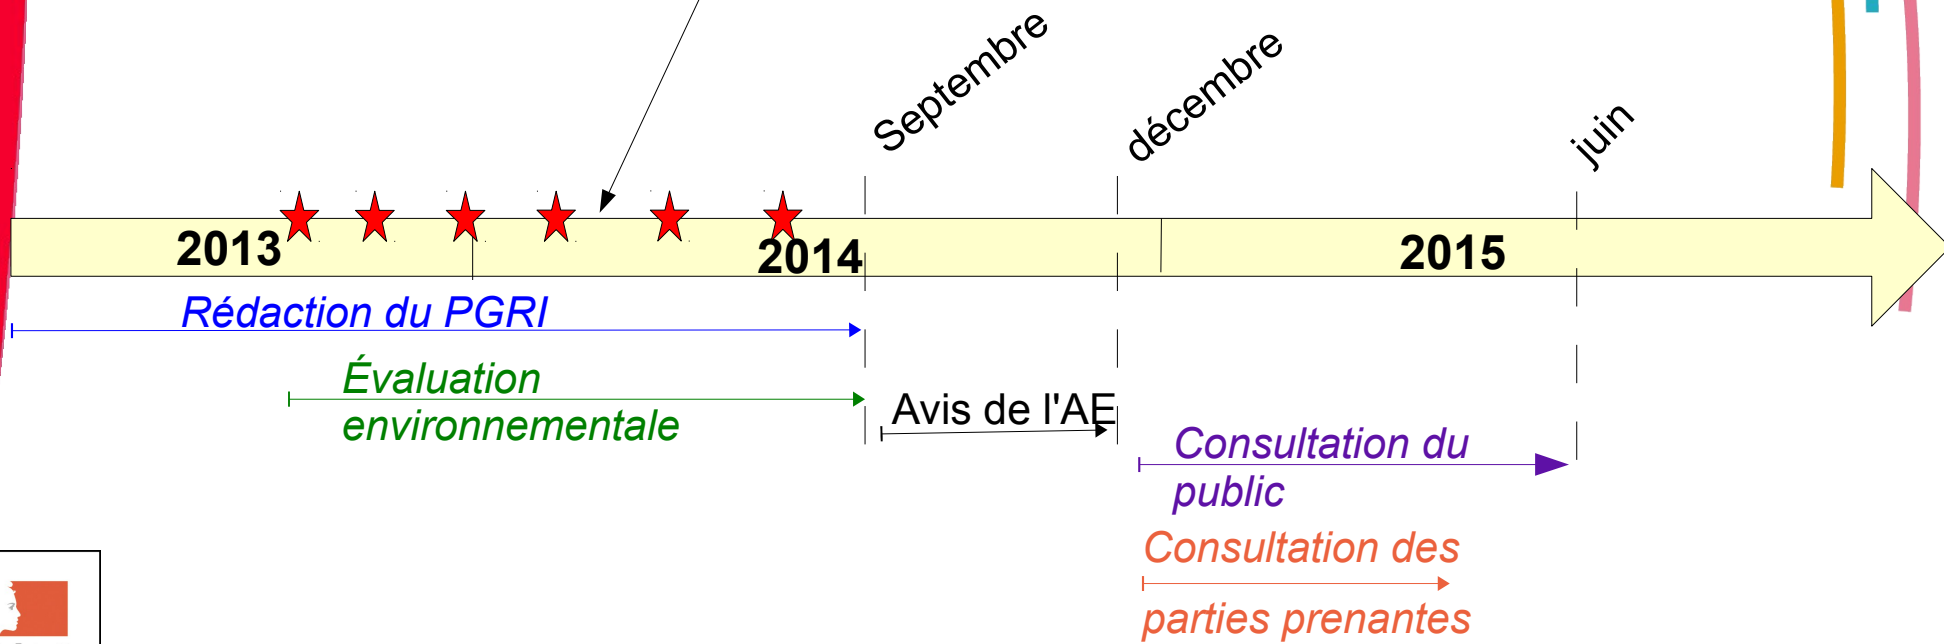 Septembre
décembre
juin
2013
2014
2015
Rédaction du PGRI
Évaluation
environnementale
Avis de l'AE
Consultation du
public
Consultation des
parties prenantes